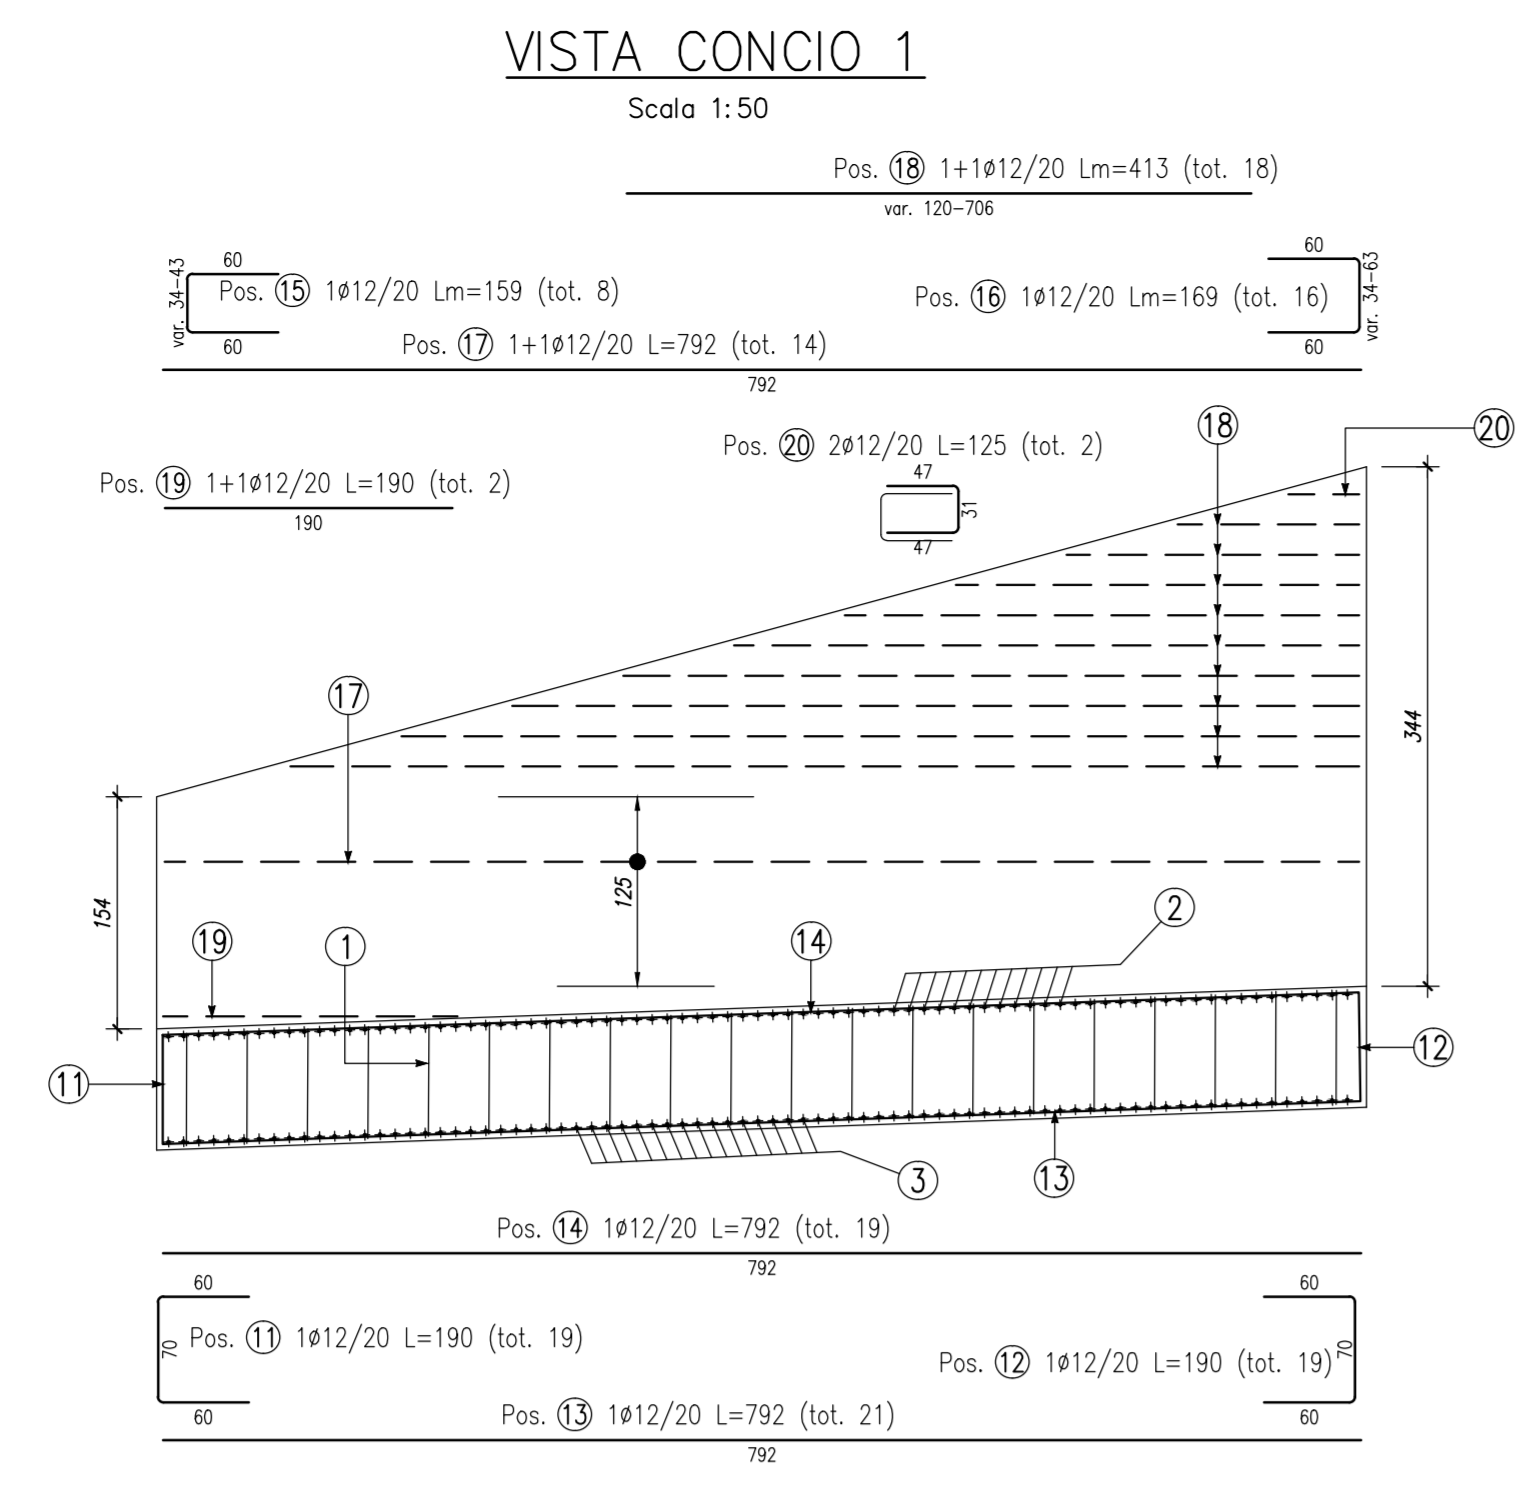 VISTA CONCIO 1
Scala 1:50
Pos. 18 1+1ø12/20 Lm=413 (tot. 18)
var. 120-706
60
var. 34-43
Pos. 15 1ø12/20 Lm=159 (tot. 8)
60
60
Pos. 16 1ø12/20 Lm=169 (tot. 16)
var. 34-63
60
Pos. 17 1+1ø12/20 L=792 (tot. 14)
792
Pos. 19 1+1ø12/20 L=190 (tot. 2)
190
Pos. 20 2ø12/20 L=125 (tot. 2)
47
31
47
18
20
17
344
154
125
19
1
14
2
11
12
3
13
Pos. 14 1ø12/20 L=792 (tot. 19)
792
60
70
Pos. 11 1ø12/20 L=190 (tot. 19)
60
60
Pos. 12 1ø12/20 L=190 (tot. 19)
70
60
Pos. 13 1ø12/20 L=792 (tot. 21)
792